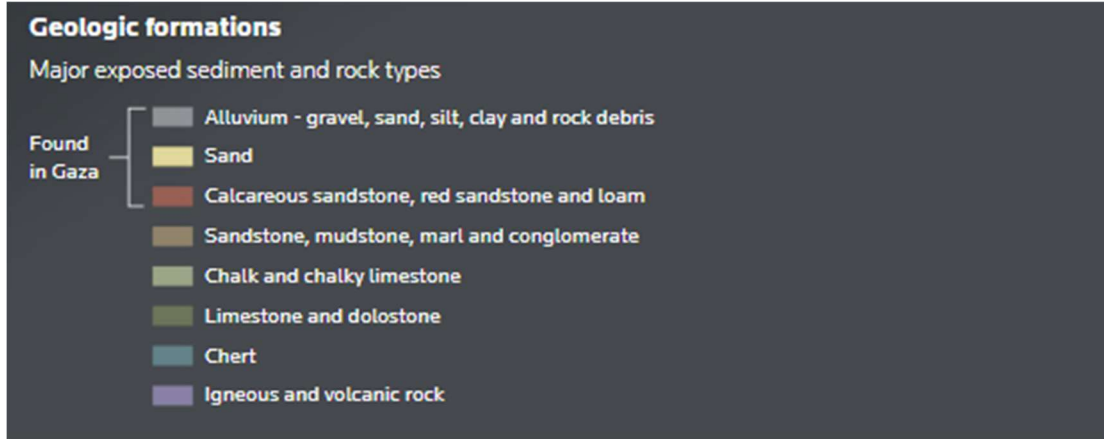 Geologic formations
Major exposed sediment and rock types
Alluvium - gravel, sand, silt, clay and rock debris
Found
in Gaza
Sand
Calcareous sandstone, red sandstone and loam
Sandstone, mudstone, marl and conglomerate
Chalk and chalky limestone
Limestone and dolostone
Chert
Igneous and volcanic rock